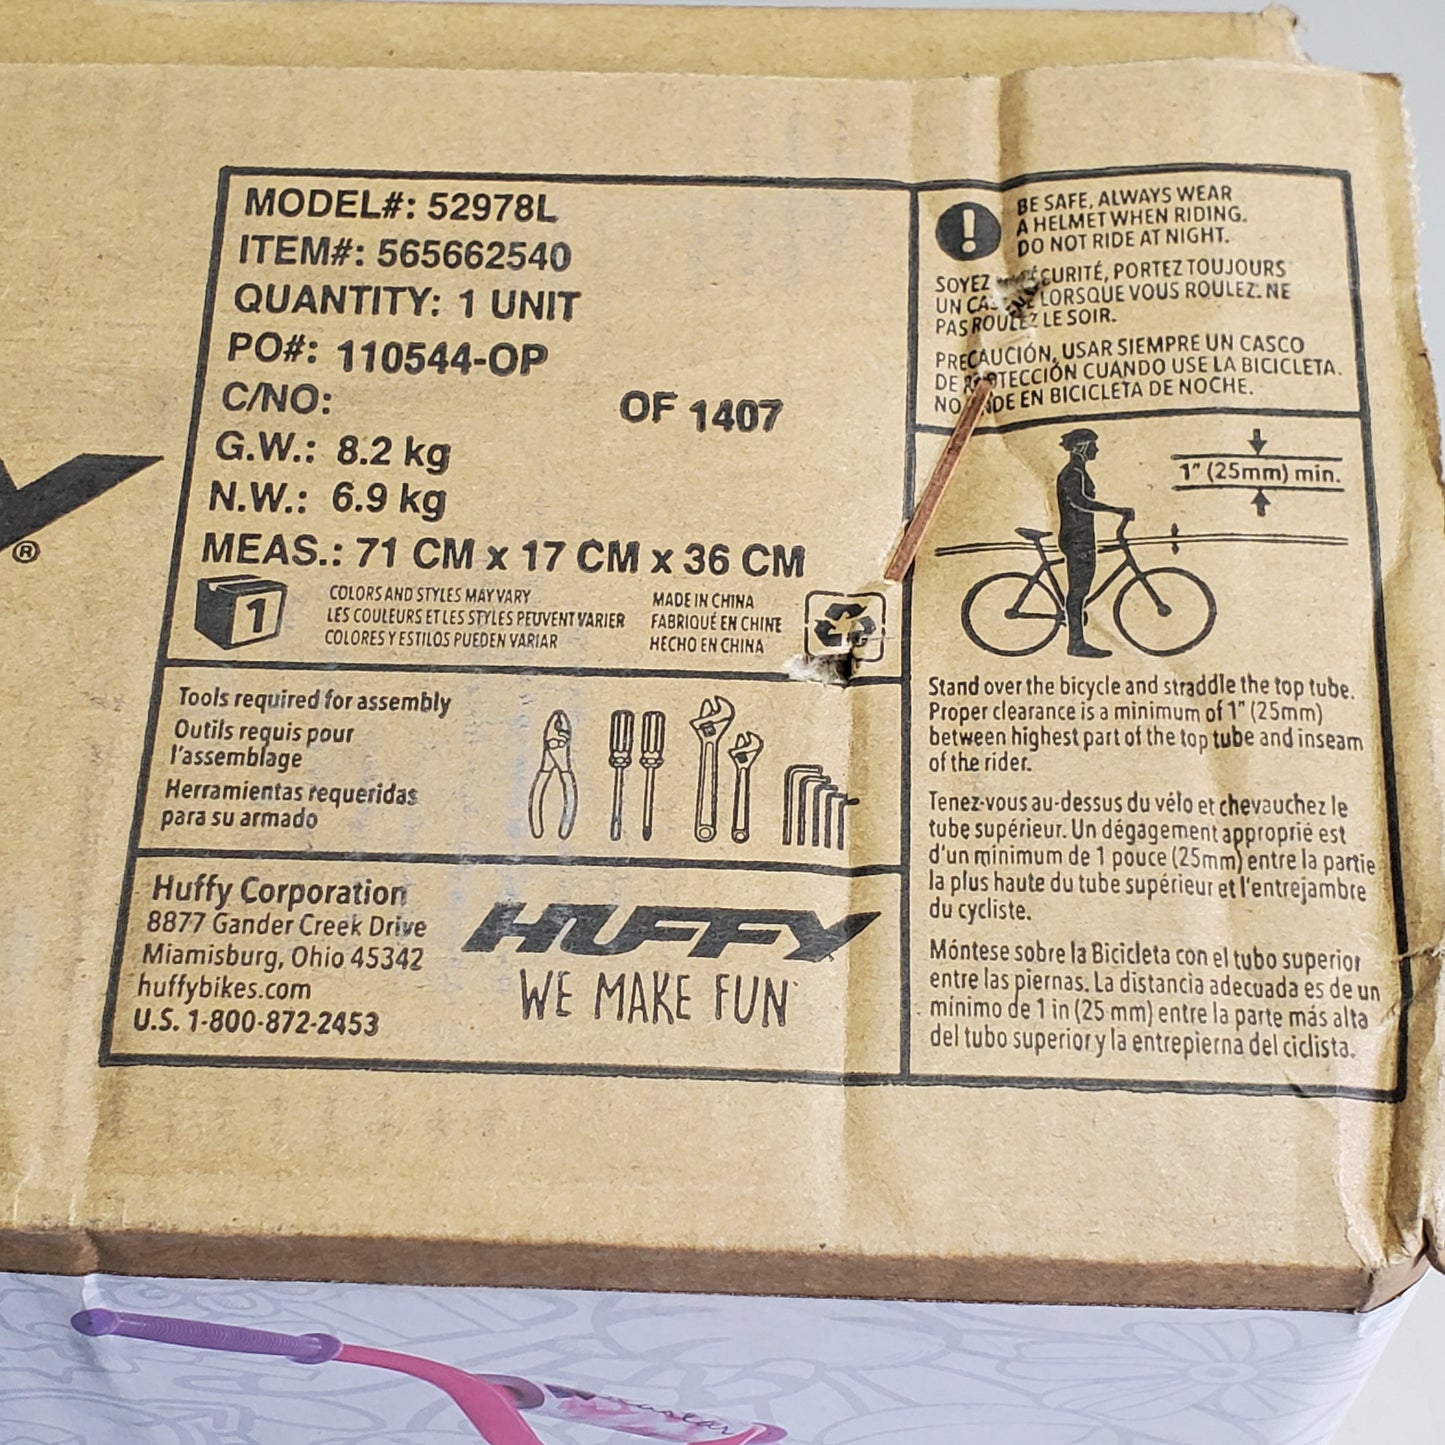 MODEL#: 52978L
ITEM#: 565662540
QUANTITY: 1 UNIT
PO#: 110544-OP
C/NO: OF 1407
G.W.: 8.2 kg
N.W.: 6.9 kg
MEAS.: 71 CM x 17 CM x 36 CM
1
COLORS AND STYLES MAY VARY
LES COULEURS ET LES STYLES PEUVENT VARIER
COLORES Y ESTILOS PUEDEN VARIAR
MADE IN CHINA
FABRIQUÉ EN CHINE
HECHO EN CHINA
Tools required for assembly
Outils requis pour
l'assemblage
Herramientas requeridas
para su armado
Huffy Corporation
8877 Gander Creek Drive
Miamisburg, Ohio 45342
huffybikes.com
U.S. 1-800-872-2453
HUFFY
WE MAKE FUN
!
BE SAFE, ALWAYS WEAR
A HELMET WHEN RIDING.
DO NOT RIDE AT NIGHT.
SOYEZ SÉCURITÉ, PORTEZ TOUJOURS
UN LORSQUE VOUS ROULEZ. NE
PAS ROULEZ LE SOIR.
PRECAUCIÓN, USAR SIEMPRE UN CASCO
DE PROTECCIÓN CUANDO USE LA BICICLETA.
NO ANDE EN BICICLETA DE NOCHE.
1" (25mm) min.
Stand over the bicycle and straddle the top tube.
Proper clearance is a minimum of 1" (25mm)
between highest part of the top tube and inseam
of the rider.
Tenez-vous au-dessus du vélo et chevauchez le
tube supérieur. Un dégagement approprié est
d'un minimum de 1 pouce (25mm) entre la partie
la plus haute du tube supérieur et l'entrejambre
du cycliste.
Móntese sobre la Bicicleta con el tubo superior
entre las piernas. La distancia adecuada es de un
mínimo de 1 in (25 mm) entre la parte más alta
del tubo superior y la entrepierna del ciclista.
®